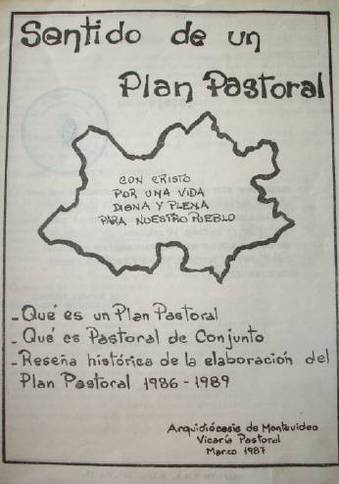 Sentido de un
Plan Pastoral
CON CRISTO
POR UNA VIDA
DIGNA Y PLENA
PARA NUESTRO PUEBLO
- Qué es un Plan Pastoral
- Qué es Pastoral de Conjunto
- Reseña histórica de la elaboración del
Plan Pastoral 1986 - 1989
Arquidiócesis de Montevideo
Vicaría Pastoral
Marzo 1987